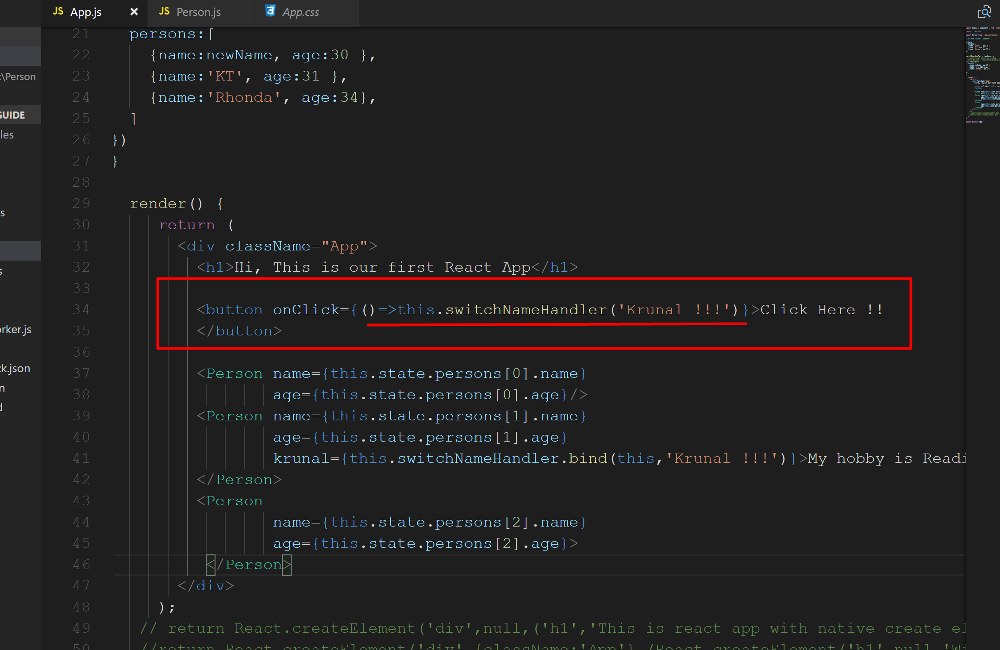 JS App.js × JS Person.js App.css
\Person
GUIDE
les
s
s
orker.js
ck.json
n
d
21 persons:[
22 {name:newName, age:30 },
23 {name:'KT', age:31 },
24 {name:'Rhonda', age:34},
25 ]
26 })
27 }
28
29 render() {
30 return (
31 <div className="App">
32 <h1>Hi, This is our first React App</h1>
33
34 <button onClick={()=>this.switchNameHandler('Krunal !!!')}>Click Here !!
35 </button>
36
37 <Person name={this.state.persons[0].name}
38 age={this.state.persons[0].age}/>
39 <Person name={this.state.persons[1].name}
40 age={this.state.persons[1].age}
41 krunal={this.switchNameHandler.bind(this,'Krunal !!!')}>My hobby is Readi
42 </Person>
43 <Person
44 name={this.state.persons[2].name}
45 age={this.state.persons[2].age}>
46 </Person>
47 </div>
48 );
49 // return React.createElement('div',null,('h1','This is react app with native create el
50 //return React.createElement('div',{className:'App'},(React.createElement('h1',null,'Wi